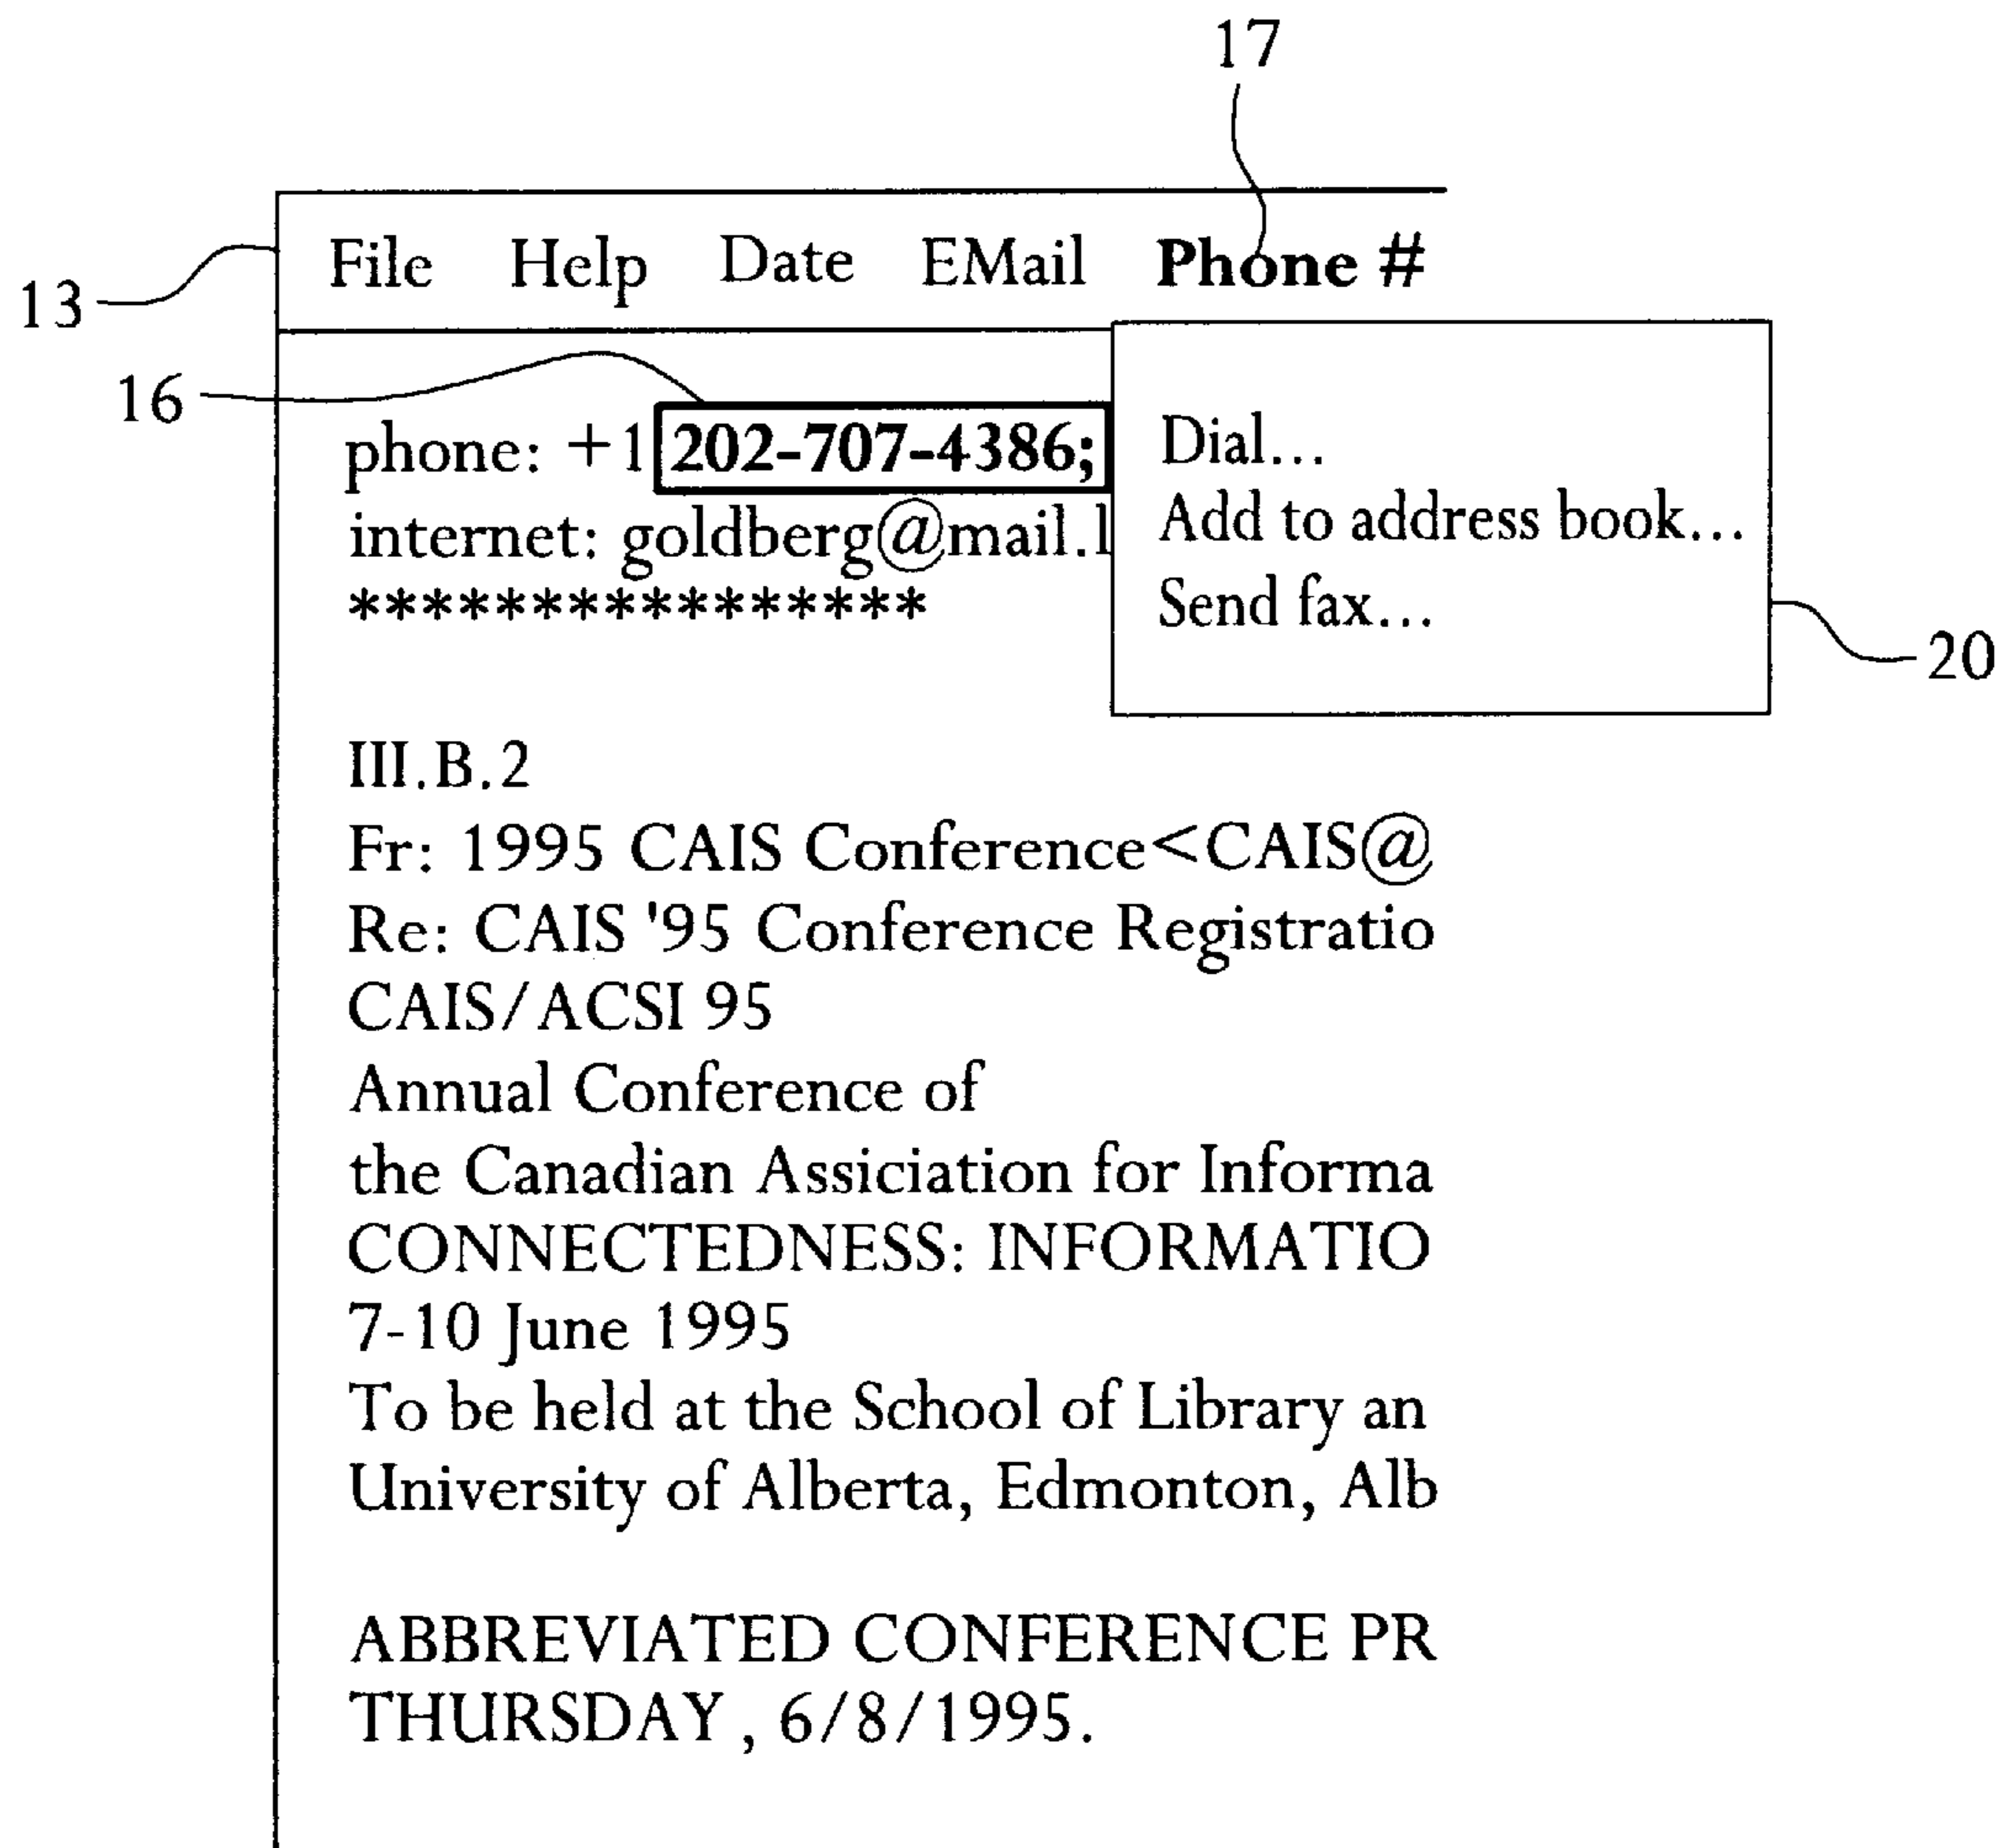 17
File Help Date EMail Phone #
13
16
phone: +1 202-707-4386;
internet: goldberg@mail.l
****************
Dial...
Add to address book...
Send fax...
20
III.B.2
Fr: 1995 CAIS Conference<CAIS@
Re: CAIS '95 Conference Registratio
CAIS/ACSI 95
Annual Conference of
the Canadian Assiciation for Informa
CONNECTEDNESS: INFORMATIO
7-10 June 1995
To be held at the School of Library an
University of Alberta, Edmonton, Alb
ABBREVIATED CONFERENCE PR
THURSDAY, 6/8/1995.